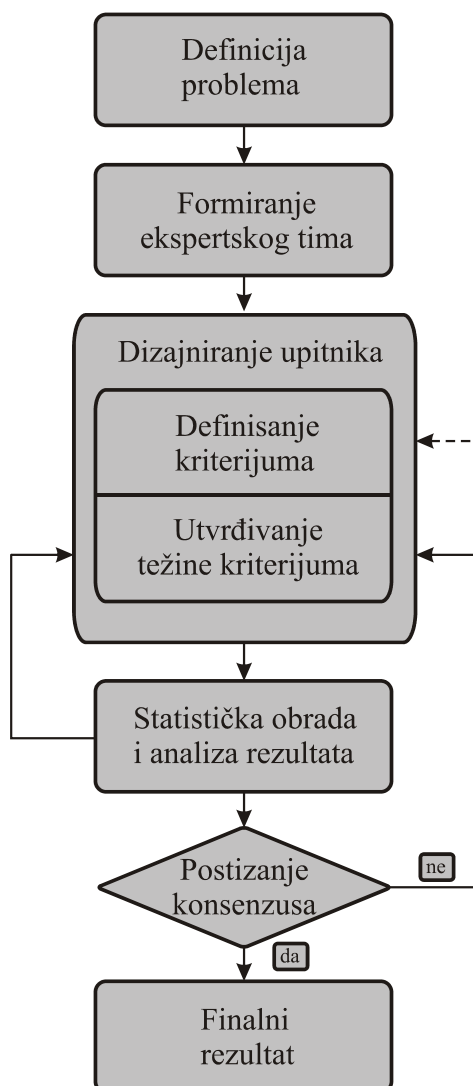 Definicija
problema
Formiranje
ekspertskog tima
Dizajniranje upitnika
Definisanje
kriterijuma
Utvrđivanje
težine kriterijuma
Statistička obrada
i analiza rezultata
Postizanje
konsenzusa
ne
da
Finalni
rezultat